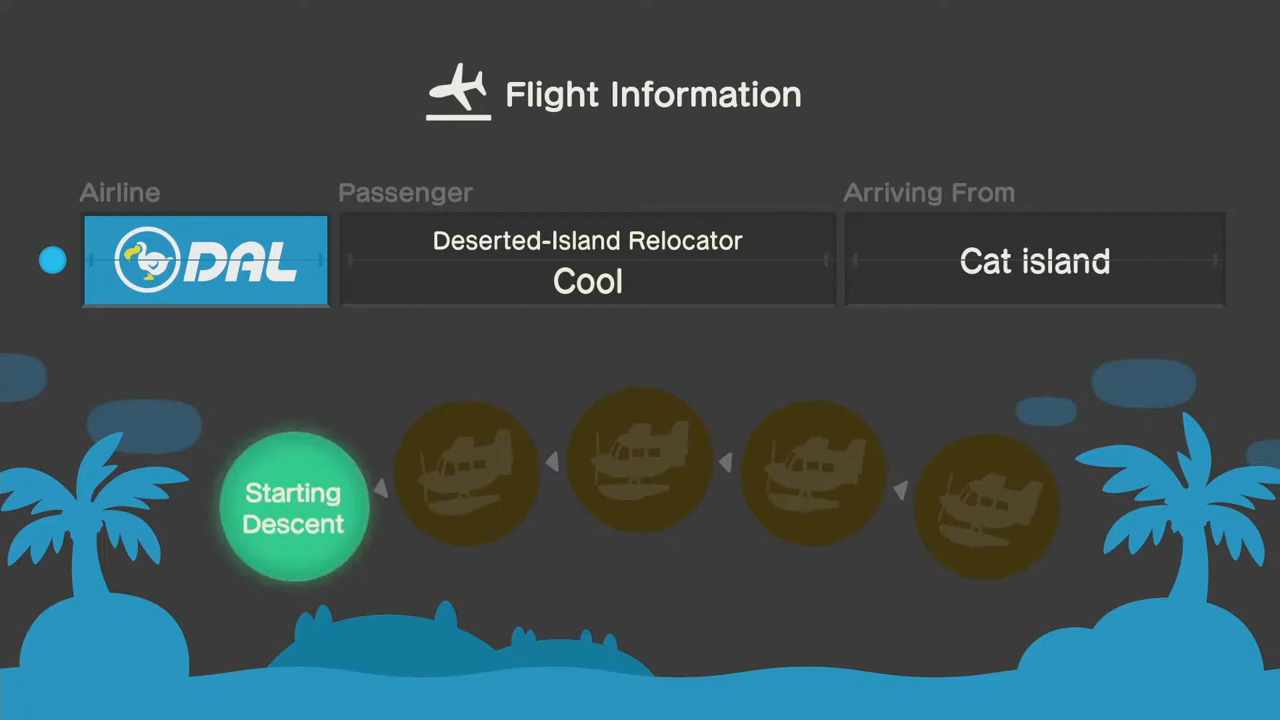 Flight Information
Airline
Passenger
Arriving From
DAL
Deserted-Island Relocator
Cool
Cat island
Starting
Descent